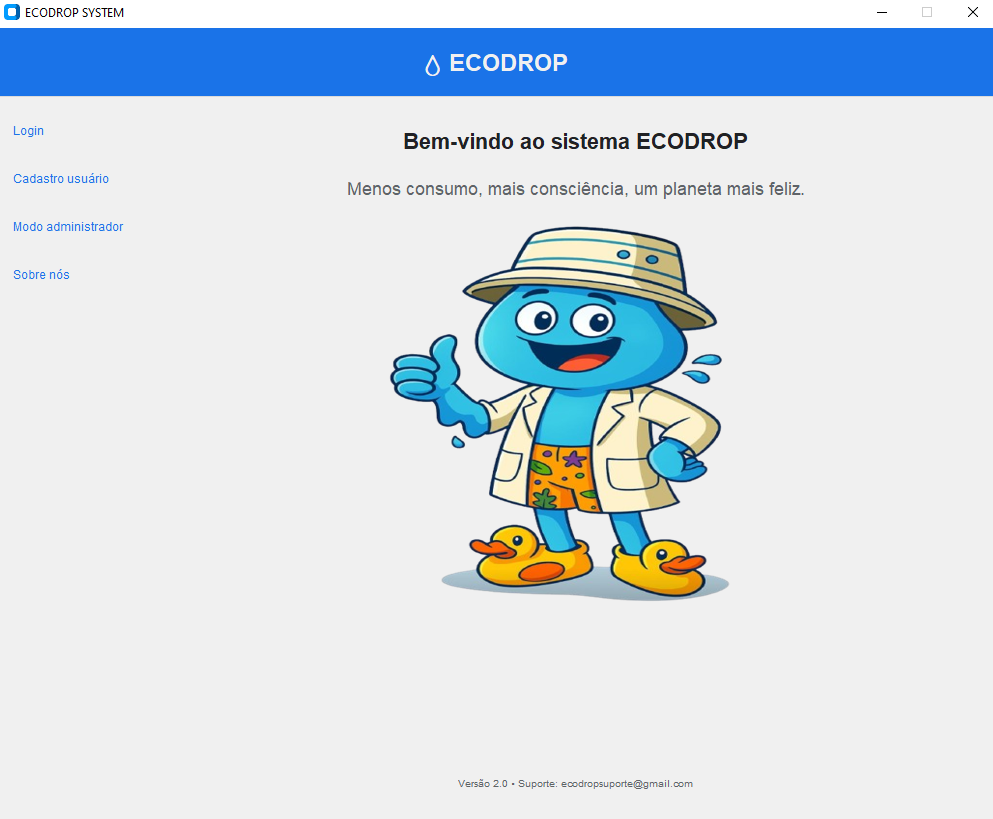 ECODROP SYSTEM
ECODROP
Login
Cadastro usuário
Modo administrador
Sobre nós
Bem-vindo ao sistema ECODROP
Menos consumo, mais consciência, um planeta mais feliz.
Versão 2.0 • Suporte: ecodropsuporte@gmail.com